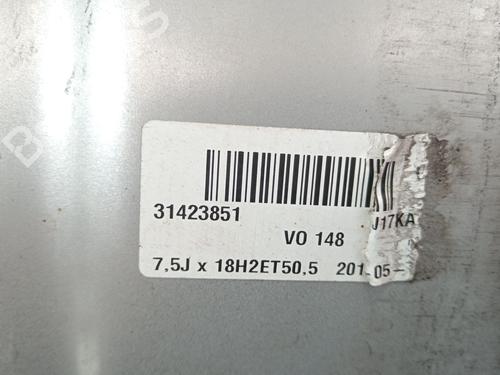 31423851
J17KA
VO 148
7,5J x 18H2ET50,5 201 05-